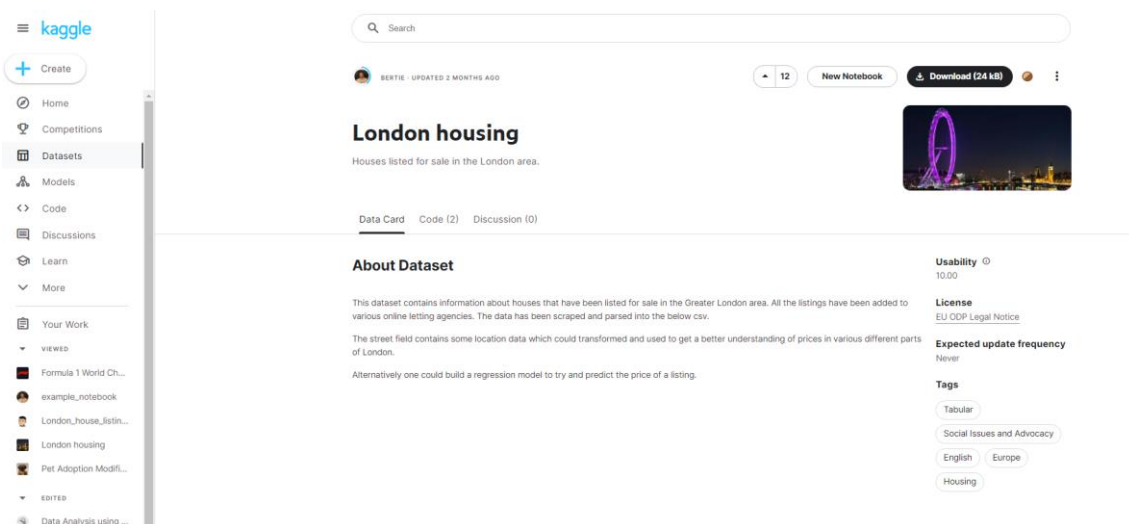 kaggle
Search
Create
BERTIE · UPDATED 2 MONTHS AGO
12
New Notebook
Download (24 kB)
Home
Competitions
Datasets
Models
Code
Discussions
Learn
More
Your Work
VIEWED
Formula 1 World Ch...
example_notebook
London_house_listin...
London housing
Pet Adoption Modifi...
EDITED
Data Analysis using ...
London housing
Houses listed for sale in the London area.
Data Card Code (2) Discussion (0)
About Dataset
This dataset contains information about houses that have been listed for sale in the Greater London area. All the listings have been added to
various online letting agencies. The data has been scraped and parsed into the below csv.
The street field contains some location data which could transformed and used to get a better understanding of prices in various different parts
of London.
Alternatively one could build a regression model to try and predict the price of a listing.
Usability
10.00
License
EU ODP Legal Notice
Expected update frequency
Never
Tags
Tabular
Social Issues and Advocacy
English Europe
Housing